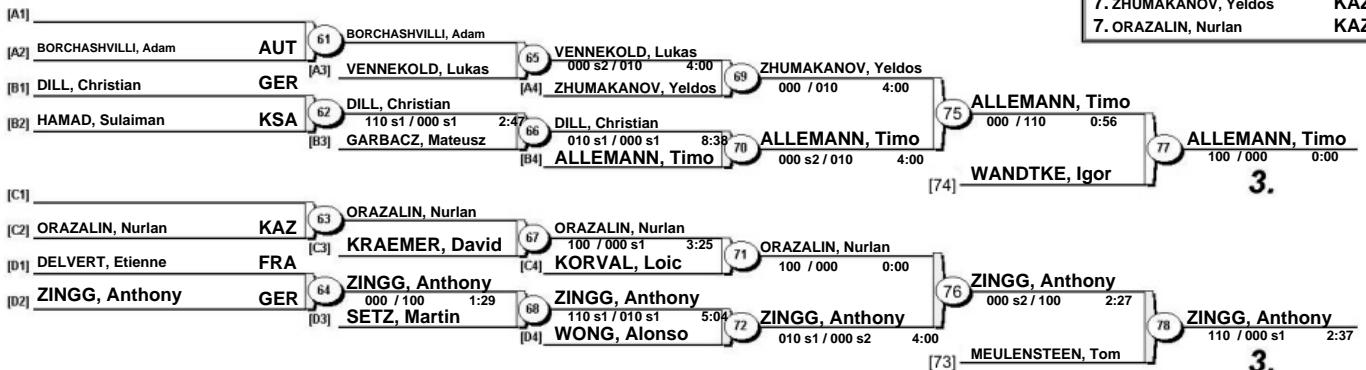 7. ZHUMAKANOV, Yeldos KAZ
7. ORAZALIN, Nurlan KAZ
[A1]
[A2] BORCHASHVILLI, Adam AUT
61 BORCHASHVILLI, Adam
[A3] VENNEKOLD, Lukas
65 VENNEKOLD, Lukas
000 s2 / 010 4:00
[A4] ZHUMAKANOV, Yeldos
69 ZHUMAKANOV, Yeldos
000 / 010 4:00
[B1] DILL, Christian GER
[B2] HAMAD, Sulaiman KSA
62 DILL, Christian
110 s1 / 000 s1 2:47
[B3] GARBACZ, Mateusz
66 DILL, Christian
010 s1 / 000 s1 8:38
[B4] ALLEMANN, Timo
70 ALLEMANN, Timo
000 s2 / 010 4:00
75 ALLEMANN, Timo
000 / 110 0:56
[74] WANDTKE, Igor
77 ALLEMANN, Timo
100 / 000 0:00
3.
[C1]
[C2] ORAZALIN, Nurlan KAZ
63 ORAZALIN, Nurlan
[C3] KRAEMER, David
67 ORAZALIN, Nurlan
100 / 000 s1 3:25
[C4] KORVAL, Loic
71 ORAZALIN, Nurlan
100 / 000 0:00
[D1] DELVERT, Etienne FRA
[D2] ZINGG, Anthony GER
64 ZINGG, Anthony
000 / 100 1:29
[D3] SETZ, Martin
68 ZINGG, Anthony
110 s1 / 010 s1 5:04
[D4] WONG, Alonso
72 ZINGG, Anthony
010 s1 / 000 s2 4:00
76 ZINGG, Anthony
000 s2 / 100 2:27
[73] MEULENSTEEN, Tom
78 ZINGG, Anthony
110 / 000 s1 2:37
3.